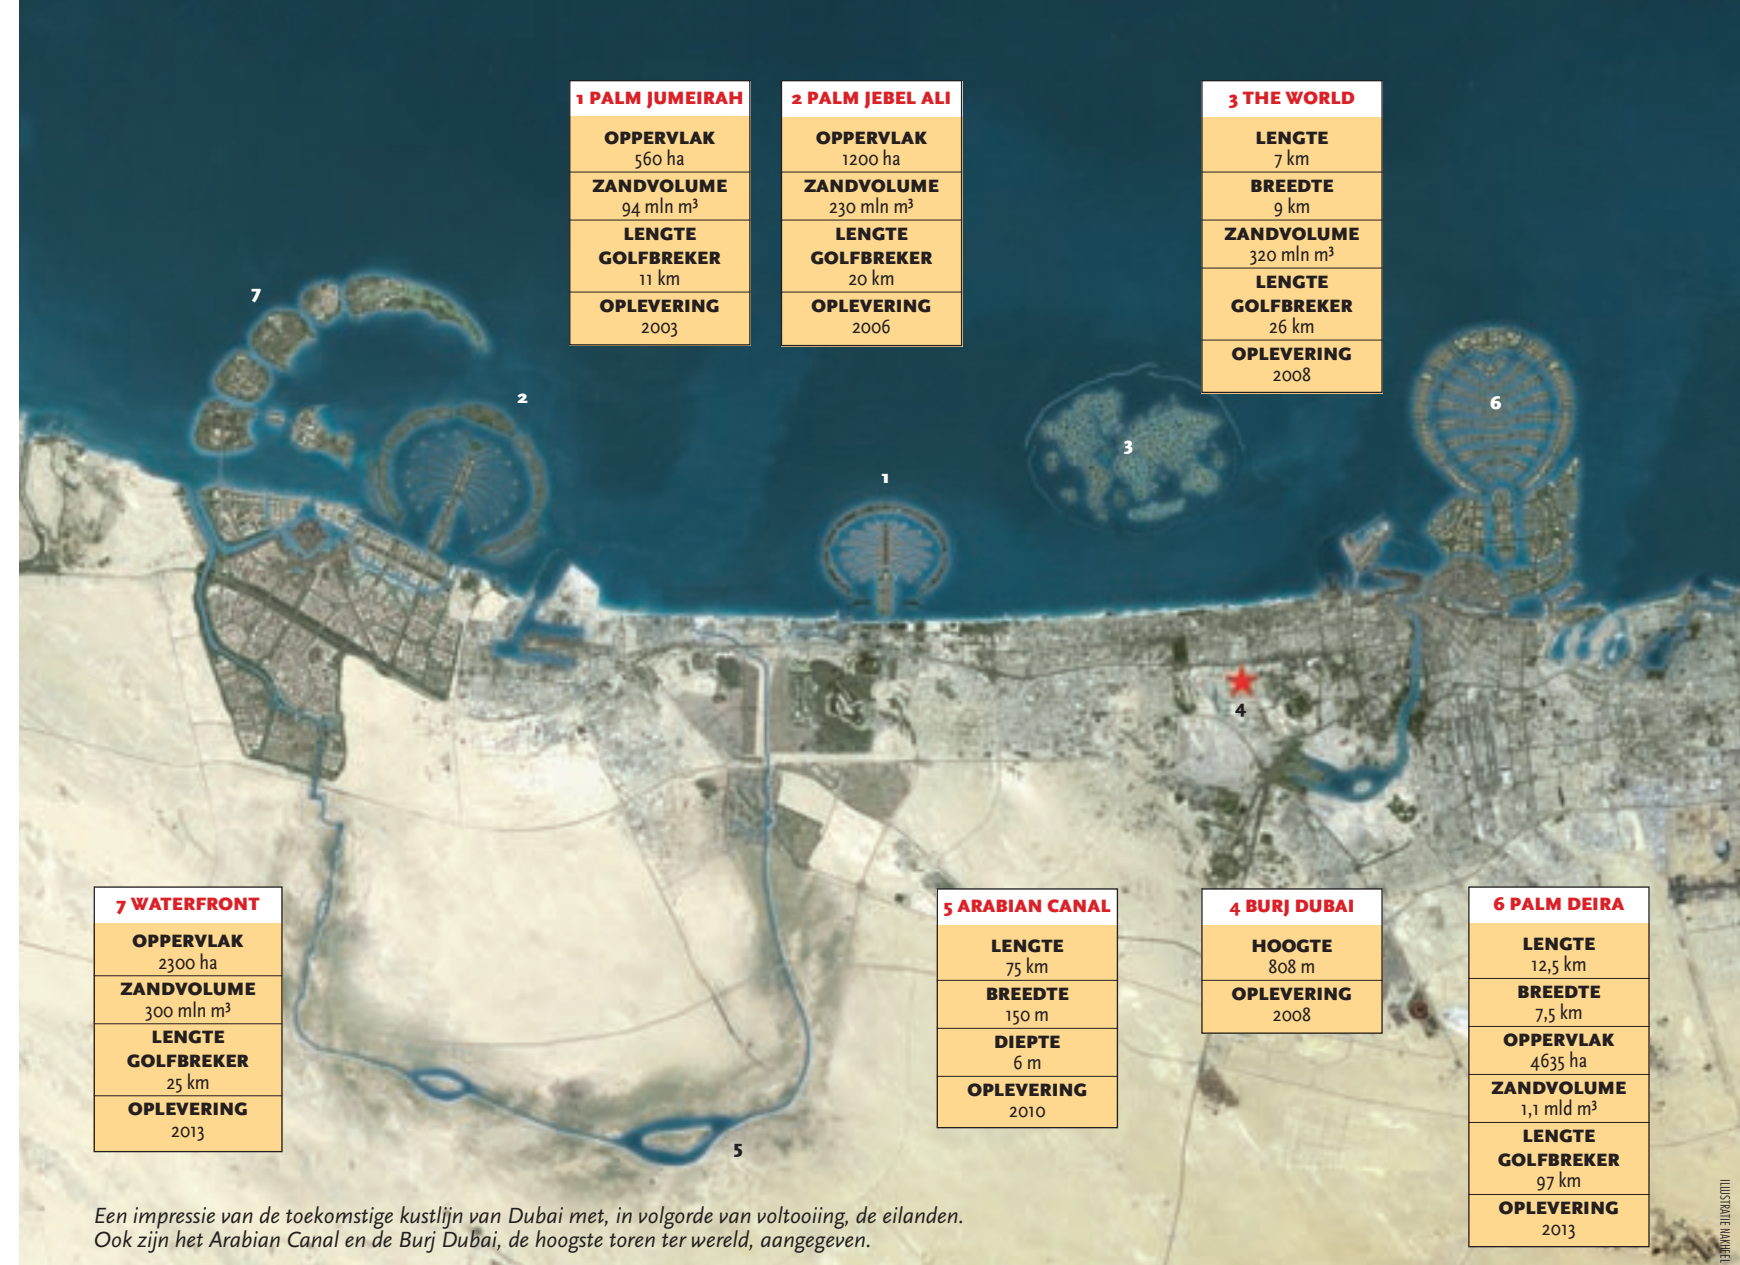 1 PALM JUMEIRAH
OPPERVLAK
560 ha
ZANDVOLUME
94 mln m³
LENGTE
GOLFBREKER
11 km
OPLEVERING
2003
2 PALM JEBEL ALI
OPPERVLAK
1200 ha
ZANDVOLUME
230 mln m³
LENGTE
GOLFBREKER
20 km
OPLEVERING
2006
3 THE WORLD
LENGTE
7 km
BREEDTE
9 km
ZANDVOLUME
320 mln m³
LENGTE
GOLFBREKER
26 km
OPLEVERING
2008
7
2
1
3
6
4
5
7 WATERFRONT
OPPERVLAK
2300 ha
ZANDVOLUME
300 mln m³
LENGTE
GOLFBREKER
25 km
OPLEVERING
2013
5 ARABIAN CANAL
LENGTE
75 km
BREEDTE
150 m
DIEPTE
6 m
OPLEVERING
2010
4 BURJ DUBAI
HOOGTE
808 m
OPLEVERING
2008
6 PALM DEIRA
LENGTE
12,5 km
BREEDTE
7,5 km
OPPERVLAK
4635 ha
ZANDVOLUME
1,1 mld m³
LENGTE
GOLFBREKER
97 km
OPLEVERING
2013
Een impressie van de toekomstige kustlijn van Dubai met, in volgorde van voltooiing, de eilanden.
Ook zijn het Arabian Canal en de Burj Dubai, de hoogste toren ter wereld, aangegeven.
ILLUSTRATIE NAKHEEL